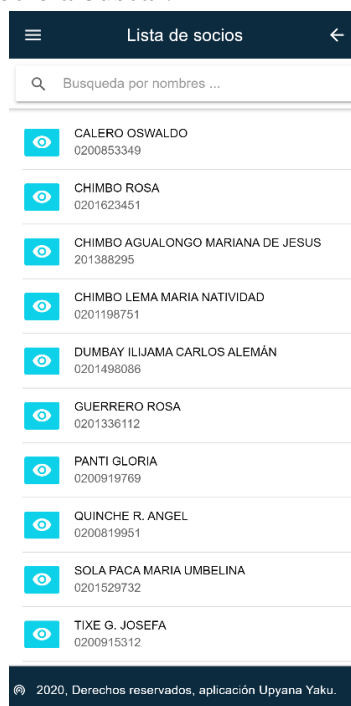 Lista de socios
Busqueda por nombres ...
CALERO OSWALDO
0200853349
CHIMBO ROSA
0201623451
CHIMBO AGUALONGO MARIANA DE JESUS
201388295
CHIMBO LEMA MARIA NATIVIDAD
0201198751
DUMBAY ILIJAMA CARLOS ALEMÁN
0201498086
GUERRERO ROSA
0201336112
PANTI GLORIA
0200919769
QUINCHE R. ANGEL
0200819951
SOLA PACA MARIA UMBELINA
0201529732
TIXE G. JOSEFA
0200915312
2020, Derechos reservados, aplicación Upyana Yaku.